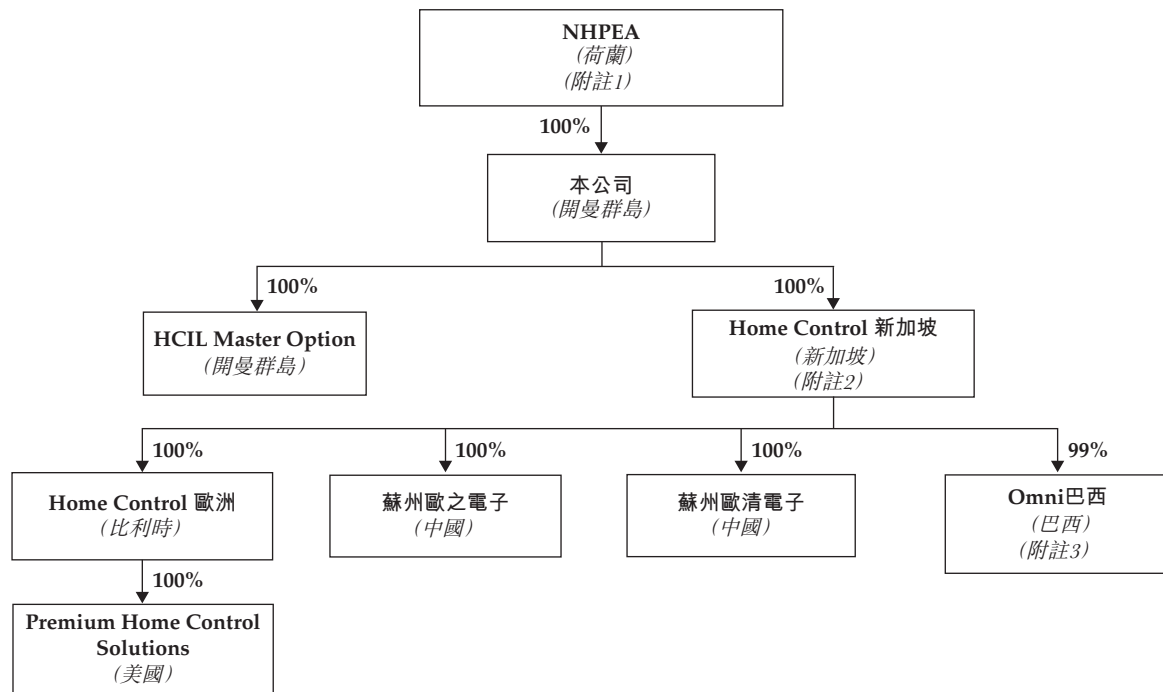 NHPEA
(荷蘭)
(附註1)
100%
本公司
(開曼群島)
100%
100%
HCIL Master Option
(開曼群島)
Home Control 新加坡
(新加坡)
(附註2)
100%
100%
100%
99%
Home Control 歐洲
(比利時)
蘇州歐之電子
(中國)
蘇州歐清電子
(中國)
Omni巴西
(巴西)
(附註3)
100%
Premium Home Control
Solutions
(美國)